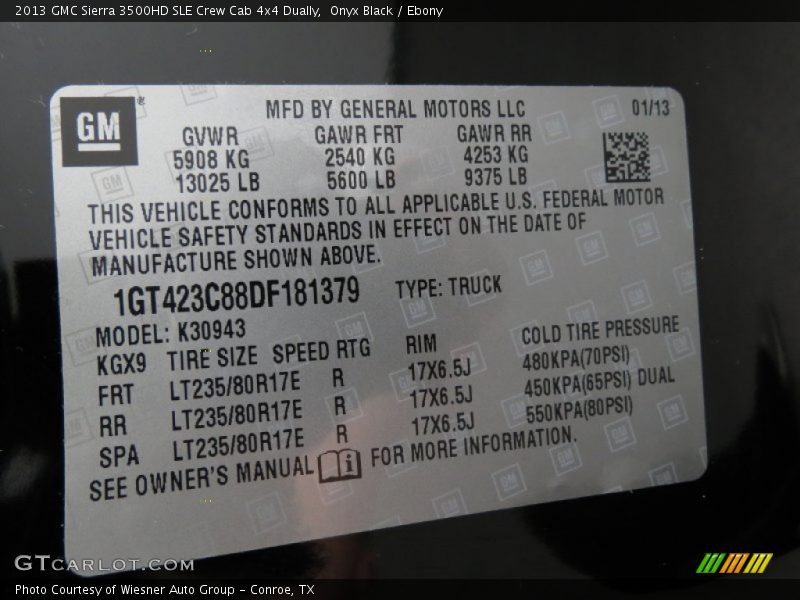 2013 GMC Sierra 3500HD SLE Crew Cab 4x4 Dually, Onyx Black / Ebony
GM
MFD BY GENERAL MOTORS LLC 01/13
GVWR GAWR FRT GAWR RR
5908 KG 2540 KG 4253 KG
13025 LB 5600 LB 9375 LB
THIS VEHICLE CONFORMS TO ALL APPLICABLE U.S. FEDERAL MOTOR
VEHICLE SAFETY STANDARDS IN EFFECT ON THE DATE OF
MANUFACTURE SHOWN ABOVE.
1GT423C88DF181379 TYPE: TRUCK
MODEL: K30943
KGX9 TIRE SIZE SPEED RTG RIM COLD TIRE PRESSURE
FRT LT235/80R17E R 17X6.5J 480KPA(70PSI)
RR LT235/80R17E R 17X6.5J 450KPA(65PSI) DUAL
SPA LT235/80R17E R 17X6.5J 550KPA(80PSI)
SEE OWNER'S MANUAL FOR MORE INFORMATION.
GTCARLOT.COM
Photo Courtesy of Wiesner Auto Group - Conroe, TX